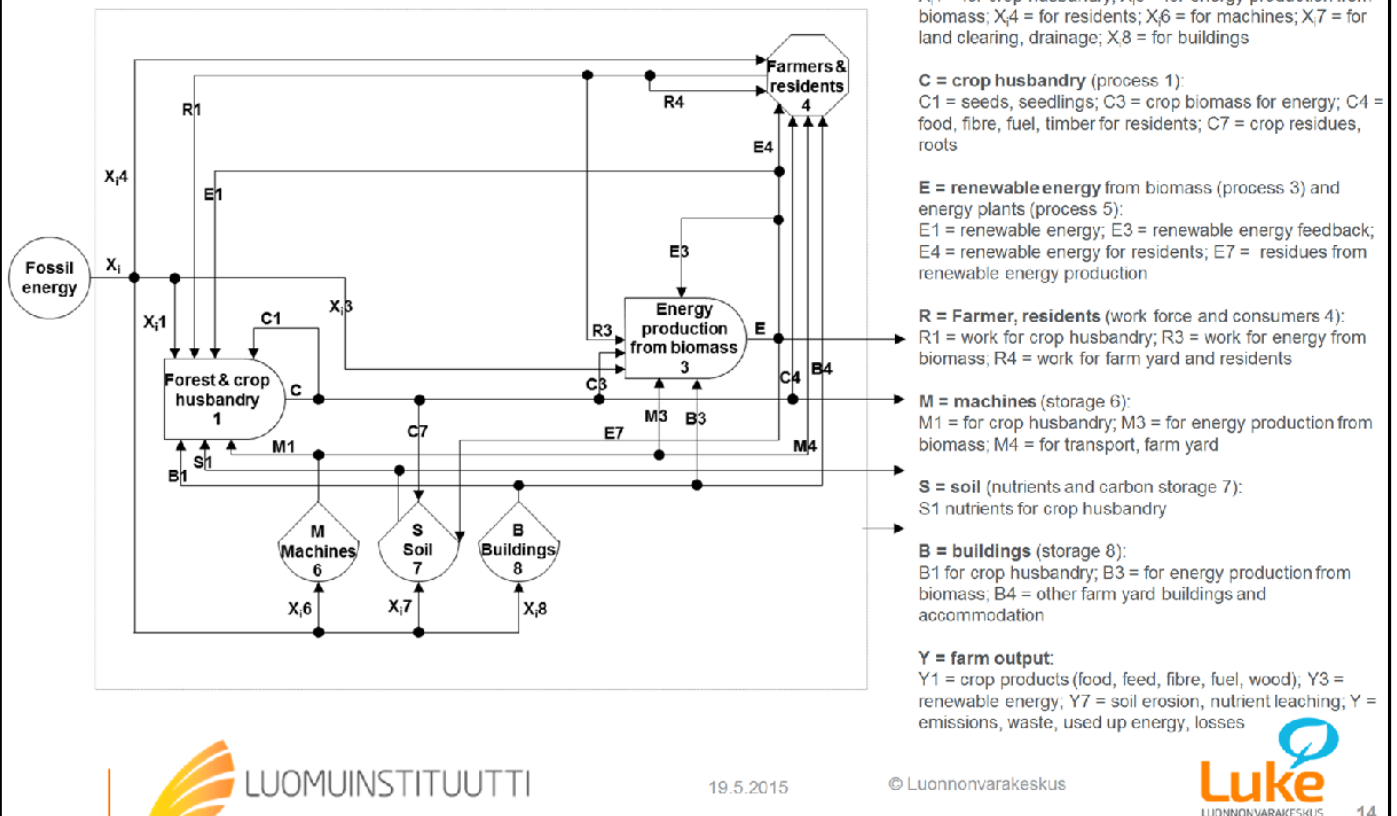 biomass; Xi4 = for residents; Xi6 = for machines; Xi7 = for
land clearing, drainage; Xi8 = for buildings
C = crop husbandry (process 1):
C1 = seeds, seedlings; C3 = crop biomass for energy; C4 =
food, fibre, fuel, timber for residents; C7 = crop residues,
roots
E = renewable energy from biomass (process 3) and
energy plants (process 5):
E1 = renewable energy; E3 = renewable energy feedback;
E4 = renewable energy for residents; E7 = residues from
renewable energy production
R = Farmer, residents (work force and consumers 4):
R1 = work for crop husbandry; R3 = work for energy from
biomass; R4 = work for farm yard and residents
M = machines (storage 6):
M1 = for crop husbandry; M3 = for energy production from
biomass; M4 = for transport, farm yard
S = soil (nutrients and carbon storage 7):
S1 nutrients for crop husbandry
B = buildings (storage 8):
B1 for crop husbandry; B3 = for energy production from
biomass; B4 = other farm yard buildings and
accommodation
Y = farm output:
Y1 = crop products (food, feed, fibre, fuel, wood); Y3 =
renewable energy; Y7 = soil erosion, nutrient leaching; Y =
emissions, waste, used up energy, losses
Farmers &
residents
4
R1
R4
E4
Xi4
E1
E3
Fossil
energy
Xi
Xi1
C1
Xi3
R3
Energy
production
from biomass
3
E
Forest & crop
husbandry
1
C
C3
C4
B4
C7
M3
B3
E7
M1
M4
S1
B1
M
Machines
6
S
Soil
7
B
Buildings
8
Xi6
Xi7
Xi8
LUOMUINSTITUUTTI
19.5.2015
© Luonnonvarakeskus
Luke
LUONNONVARAKESKUS
14